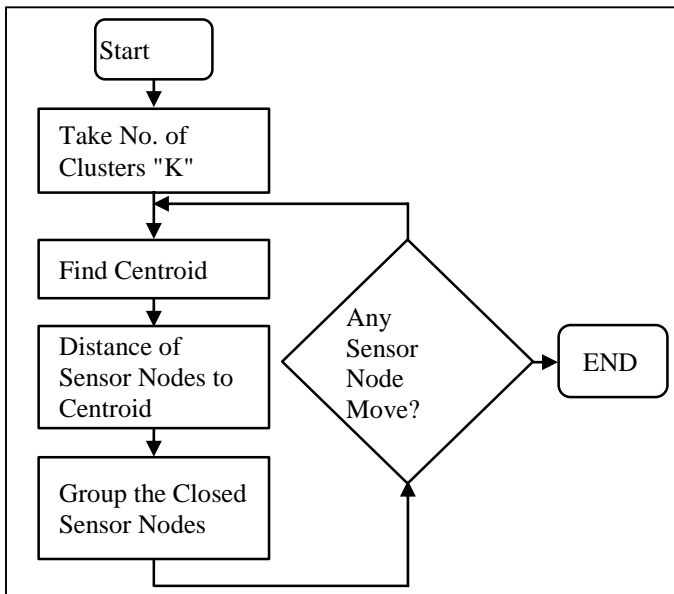 Start
Take No. of
Clusters "K"
Find Centroid
Distance of
Sensor Nodes to
Centroid
Group the Closed
Sensor Nodes
Any
Sensor
Node
Move?
END